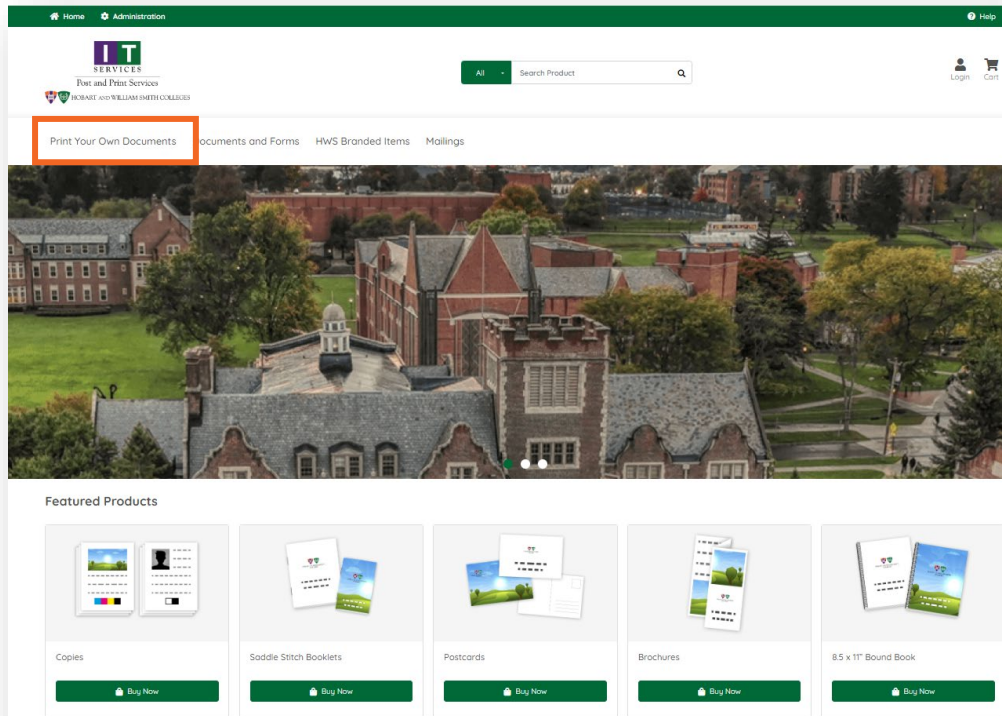 Home Administration Help
I T
SERVICES
Post and Print Services
HOBART AND WILLIAM SMITH COLLEGES
All Search Product
Login Cart
Print Your Own Documents ocuments and Forms HWS Branded Items Mailings
Featured Products
Copies Saddle Stitch Booklets Postcards Brochures 8.5 x 11" Bound Book
Buy Now Buy Now Buy Now Buy Now Buy Now